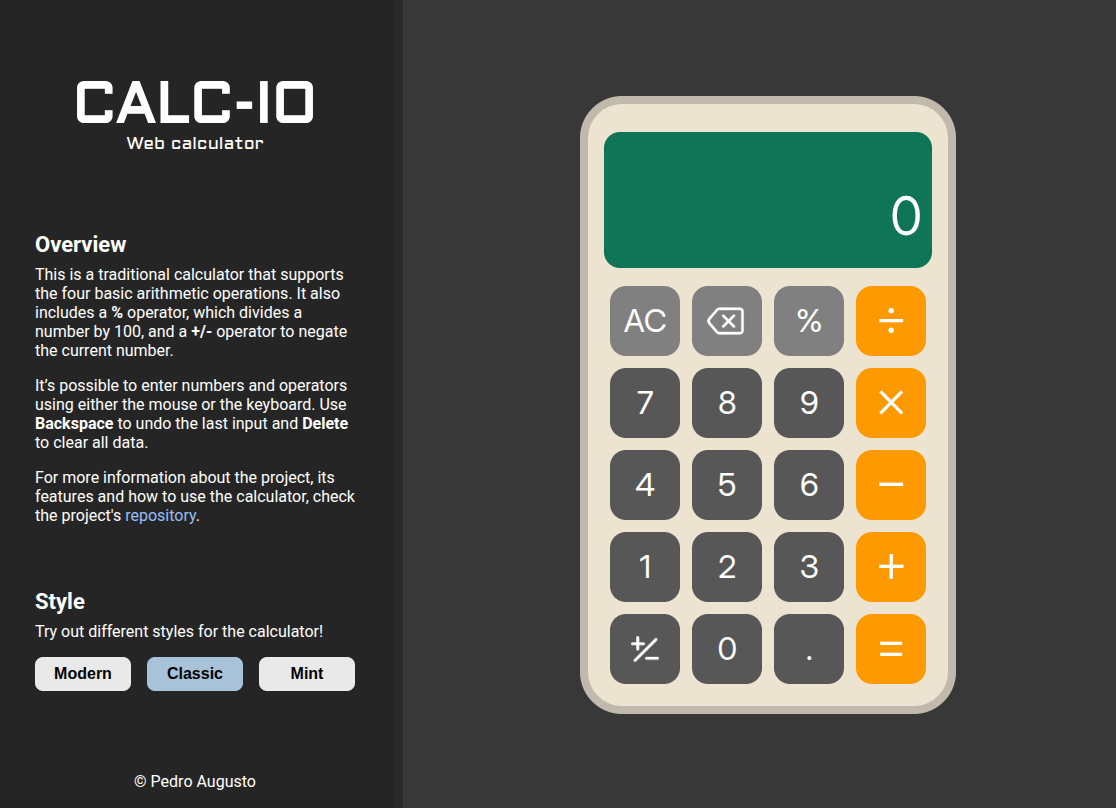 CALC-IO
Web calculator
Overview
This is a traditional calculator that supports
the four basic arithmetic operations. It also
includes a % operator, which divides a
number by 100, and a +/- operator to negate
the current number.
It's possible to enter numbers and operators
using either the mouse or the keyboard. Use
Backspace to undo the last input and Delete
to clear all data.
For more information about the project, its
features and how to use the calculator, check
the project's repository.
Style
Try out different styles for the calculator!
Modern Classic Mint
© Pedro Augusto
0
AC % ÷
7 8 9 ×
4 5 6 −
1 2 3 +
+/− 0 . =